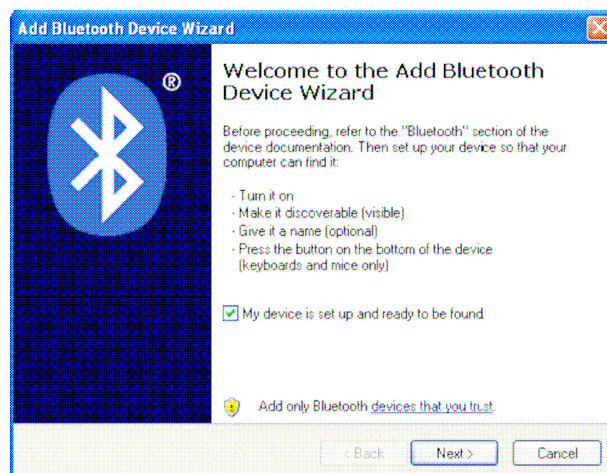 Add Bluetooth Device Wizard
®
Welcome to the Add Bluetooth
Device Wizard
Before proceeding, refer to the "Bluetooth" section of the
device documentation. Then set up your device so that your
computer can find it:
- Turn it on
- Make it discoverable (visible)
- Give it a name (optional)
- Press the button on the bottom of the device
(keyboards and mice only)
My device is set up and ready to be found
Add only Bluetooth devices that you trust.
< Back Next > Cancel